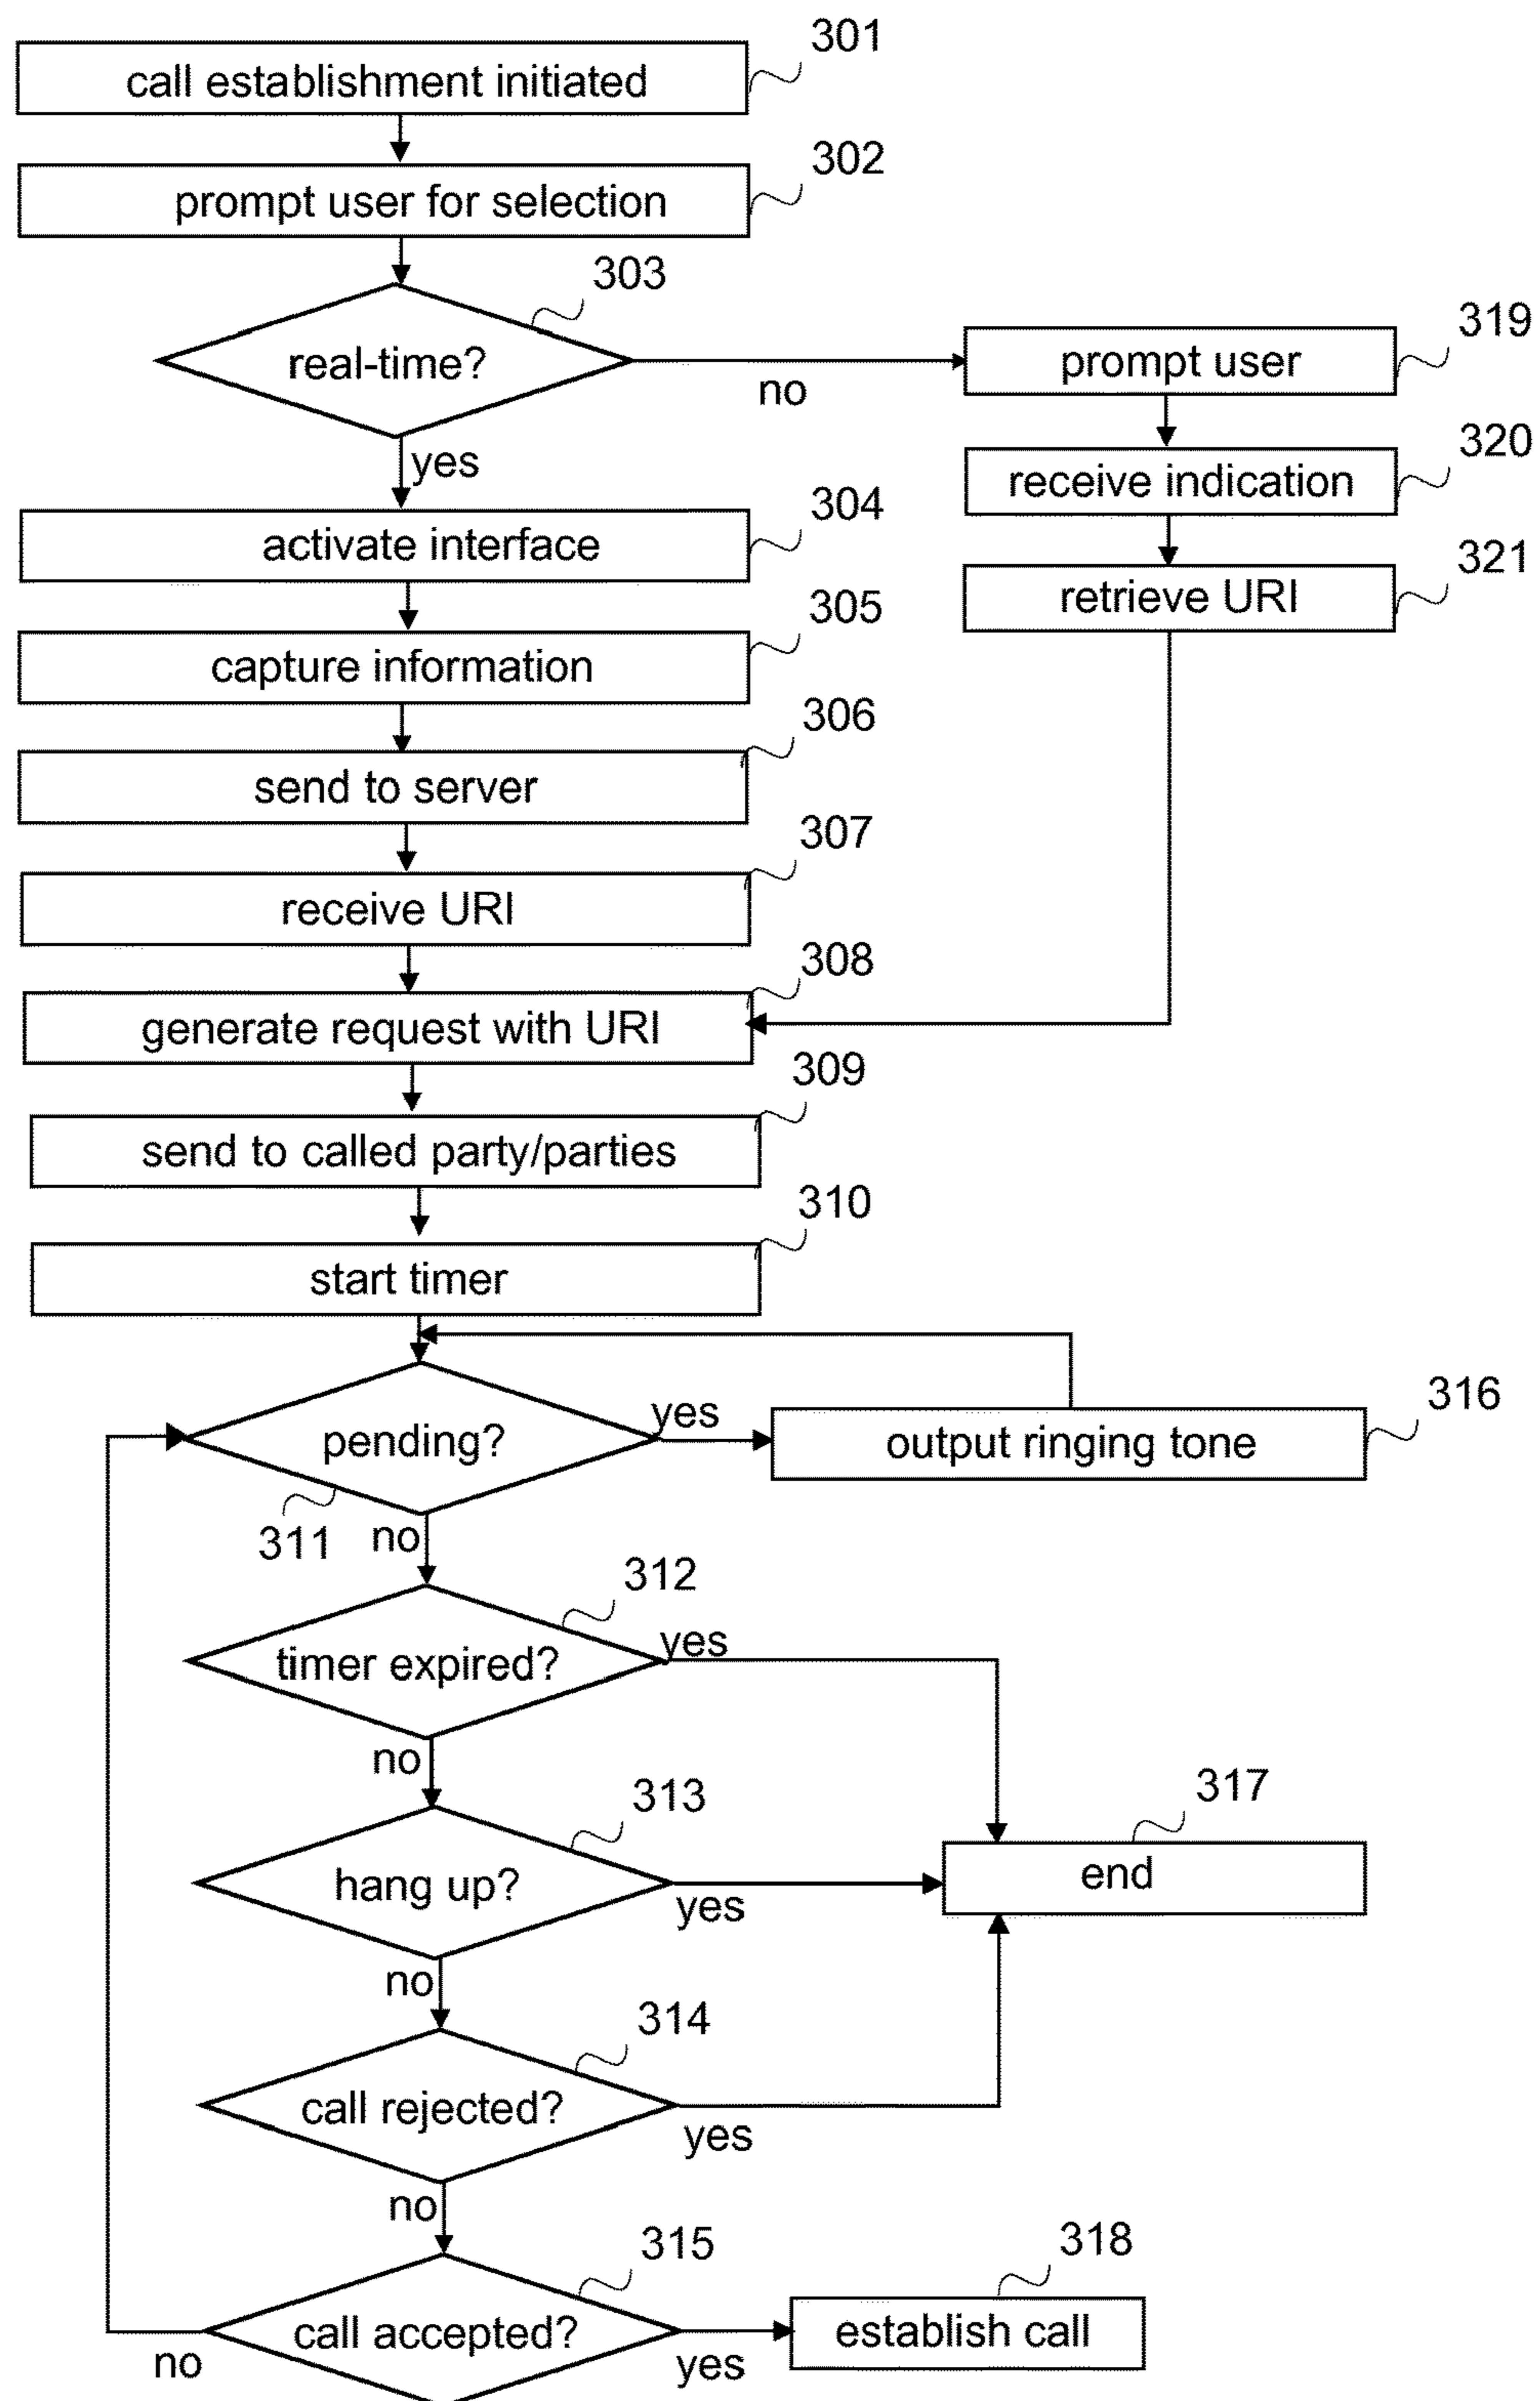 301
call establishment initiated
302
prompt user for selection
303
real-time?
no
yes
319
prompt user
320
receive indication
321
retrieve URI
304
activate interface
305
capture information
306
send to server
307
receive URI
308
generate request with URI
309
send to called party/parties
310
start timer
pending?
yes
316
output ringing tone
311
no
312
timer expired?
yes
no
313
hang up?
yes
317
end
no
314
call rejected?
yes
no
315
call accepted?
no
yes
318
establish call